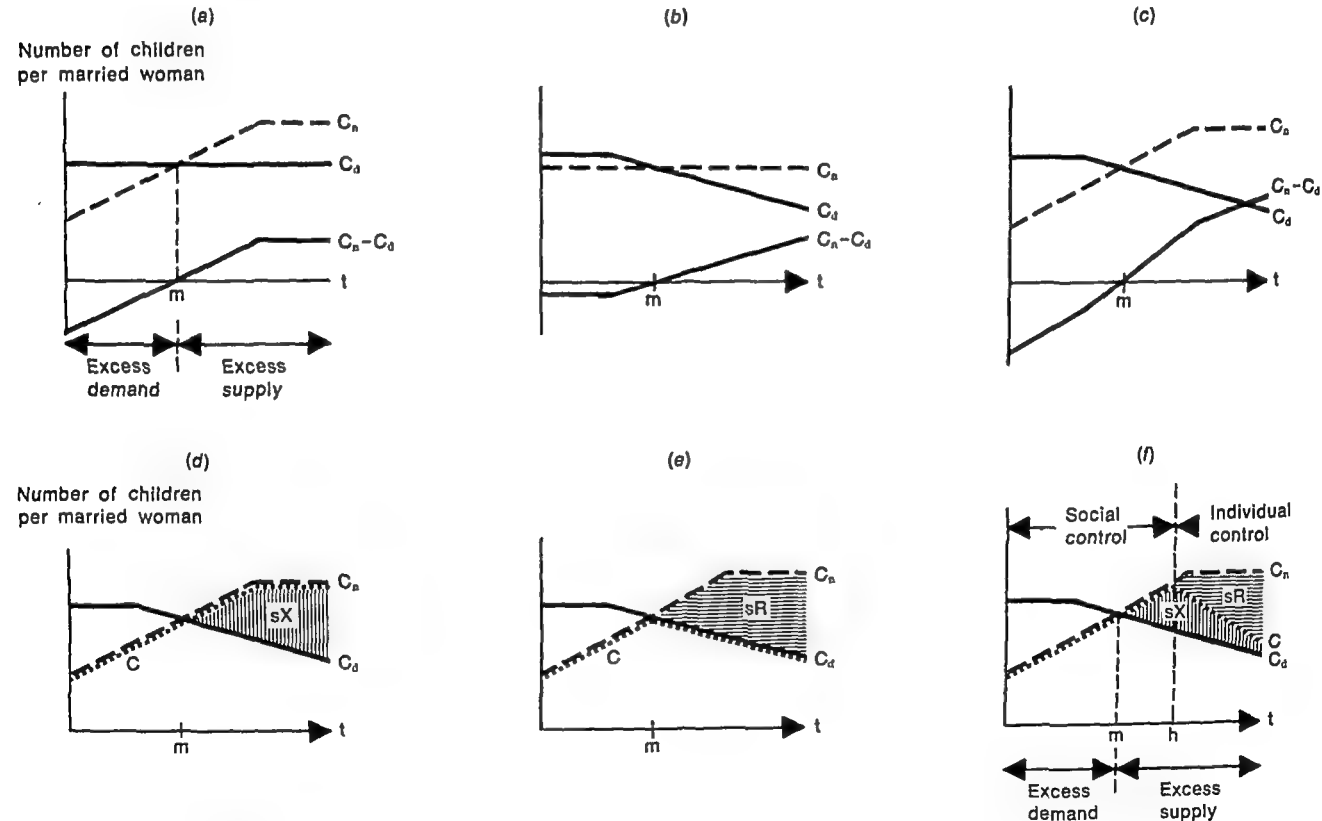 (a)
Number of children
per married woman
Cₙ
C_d
Cₙ–C_d
t
m
Excess
demand
Excess
supply
(b)
Cₙ
C_d
Cₙ–C_d
t
m
(c)
Cₙ
Cₙ–C_d
C_d
t
m
(d)
Number of children
per married woman
Cₙ
sX
C
C_d
t
m
(e)
Cₙ
sR
C
C_d
t
m
(f)
Social
control
Individual
control
Cₙ
sR
sX
C
C_d
t
m
h
Excess
demand
Excess
supply